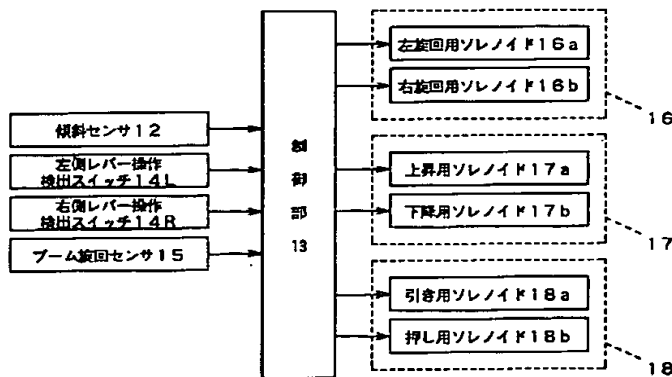 左旋回用ソレノイド16a
右旋回用ソレノイド16b
16
傾斜センサ12
左側レバー操作
検出スイッチ14L
右側レバー操作
検出スイッチ14R
ブーム旋回センサ15
制御部13
上昇用ソレノイド17a
下降用ソレノイド17b
17
引き用ソレノイド18a
押し用ソレノイド18b
18